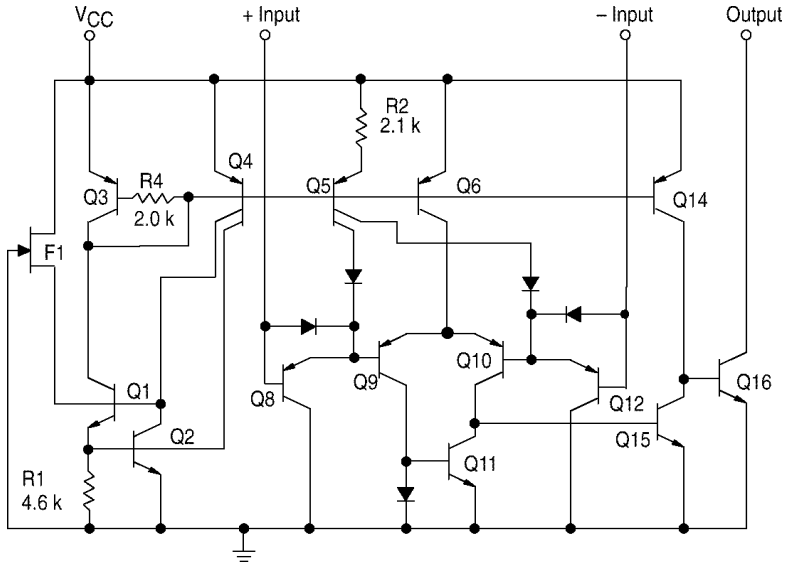 VCC
+ Input
– Input
Output
R2
2.1 k
Q4
R4
Q3
2.0 k
Q5
Q6
Q14
F1
Q1
Q8
Q9
Q10
Q12
Q16
Q2
Q15
Q11
R1
4.6 k